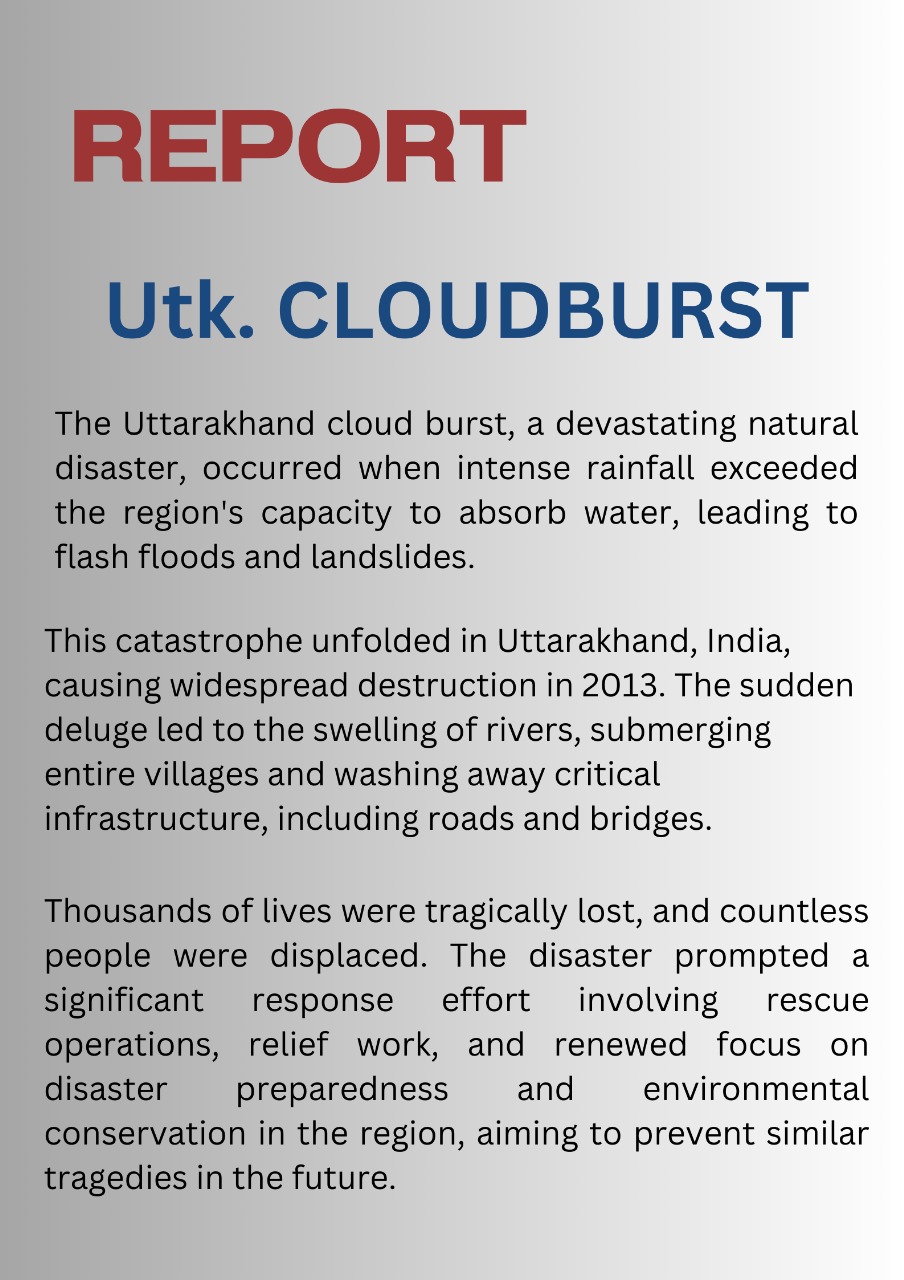 REPORT
Utk. CLOUDBURST
The Uttarakhand cloud burst, a devastating natural
disaster, occurred when intense rainfall exceeded
the region's capacity to absorb water, leading to
flash floods and landslides.
This catastrophe unfolded in Uttarakhand, India,
causing widespread destruction in 2013. The sudden
deluge led to the swelling of rivers, submerging
entire villages and washing away critical
infrastructure, including roads and bridges.
Thousands of lives were tragically lost, and countless
people were displaced. The disaster prompted a
significant response effort involving rescue
operations, relief work, and renewed focus on
disaster preparedness and environmental
conservation in the region, aiming to prevent similar
tragedies in the future.